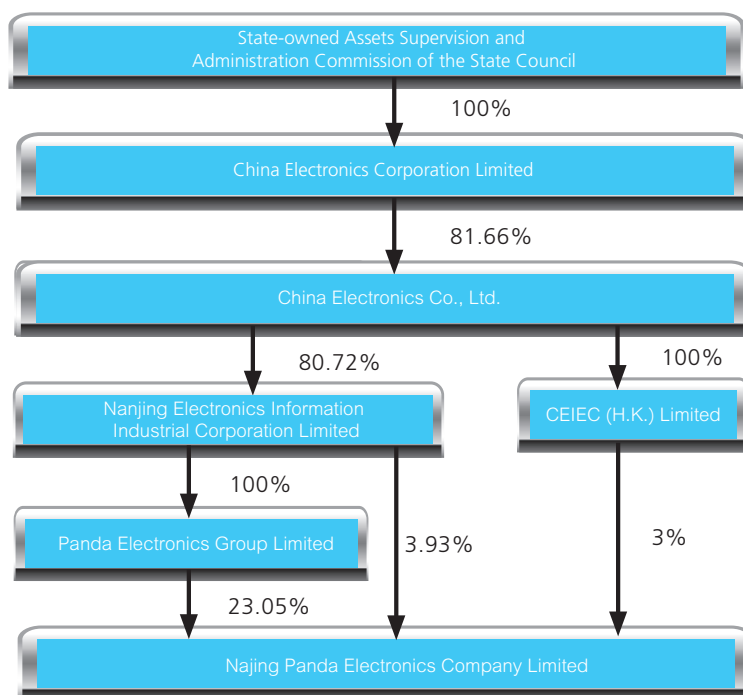 State-owned Assets Supervision and
Administration Commission of the State Council
100%
China Electronics Corporation Limited
81.66%
China Electronics Co., Ltd.
80.72%
100%
Nanjing Electronics Information
Industrial Corporation Limited
CEIEC (H.K.) Limited
100%
Panda Electronics Group Limited
3.93%
3%
23.05%
Najing Panda Electronics Company Limited